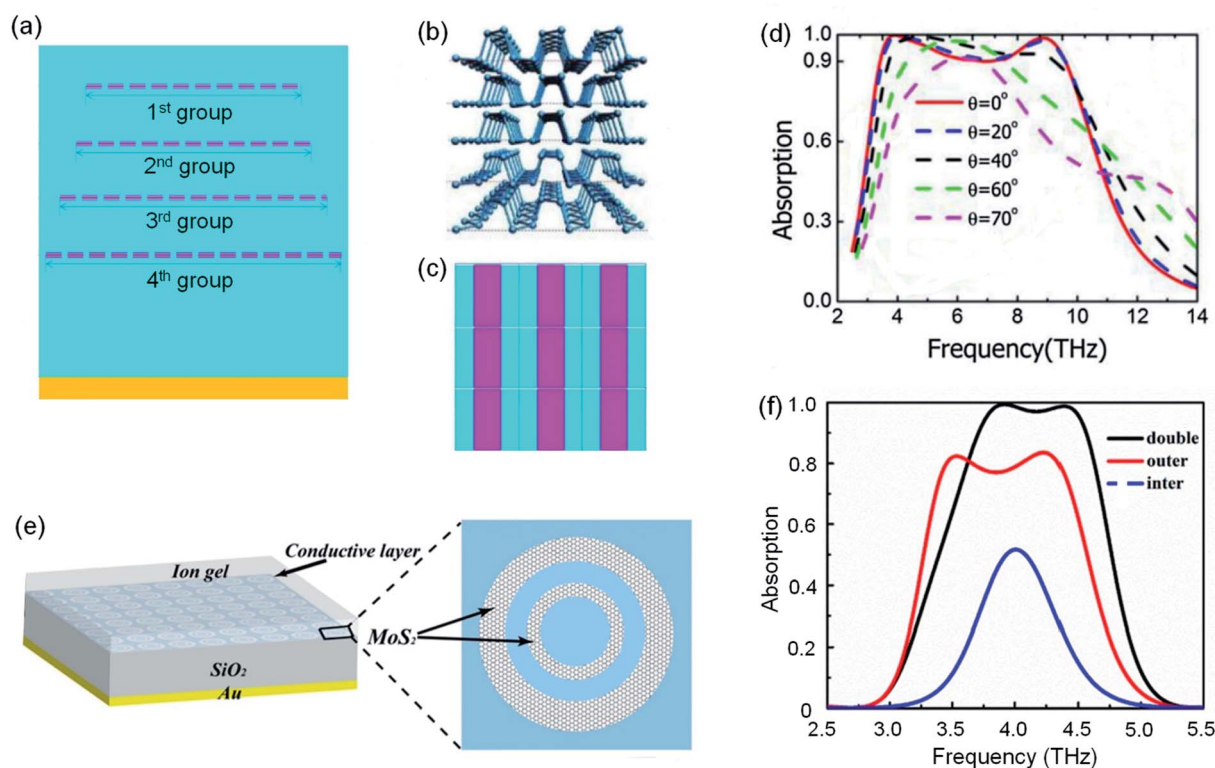 (a)
1st group
2nd group
3rd group
4th group
(b)
(c)
(d)
Absorption
1.0
0.9
0.6
0.3
0.0
θ=0°
θ=20°
θ=40°
θ=60°
θ=70°
2 4 6 8 10 12 14
Frequency(THz)
(e)
Conductive layer
Ion gel
MoS2
SiO2
Au
(f)
Absorption
1.0
0.8
0.6
0.4
0.2
0
double
outer
inter
2.5 3.0 3.5 4.0 4.5 5.0 5.5
Frequency (THz)